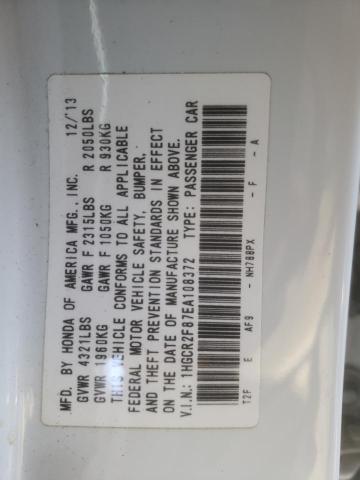 MFD. BY HONDA OF AMERICA MFG., INC. 12/13
GVWR 4321LBS GAWR F 2315LBS R 2050LBS
GVWR 1960KG GAWR F 1050KG R 930KG
THIS VEHICLE CONFORMS TO ALL APPLICABLE
FEDERAL MOTOR VEHICLE SAFETY, BUMPER,
AND THEFT PREVENTION STANDARDS IN EFFECT
ON THE DATE OF MANUFACTURE SHOWN ABOVE.
V.I.N.: 1HGCR2F87EA108372 TYPE: PASSENGER CAR
T2F E AF9 - NH788PX - F - A